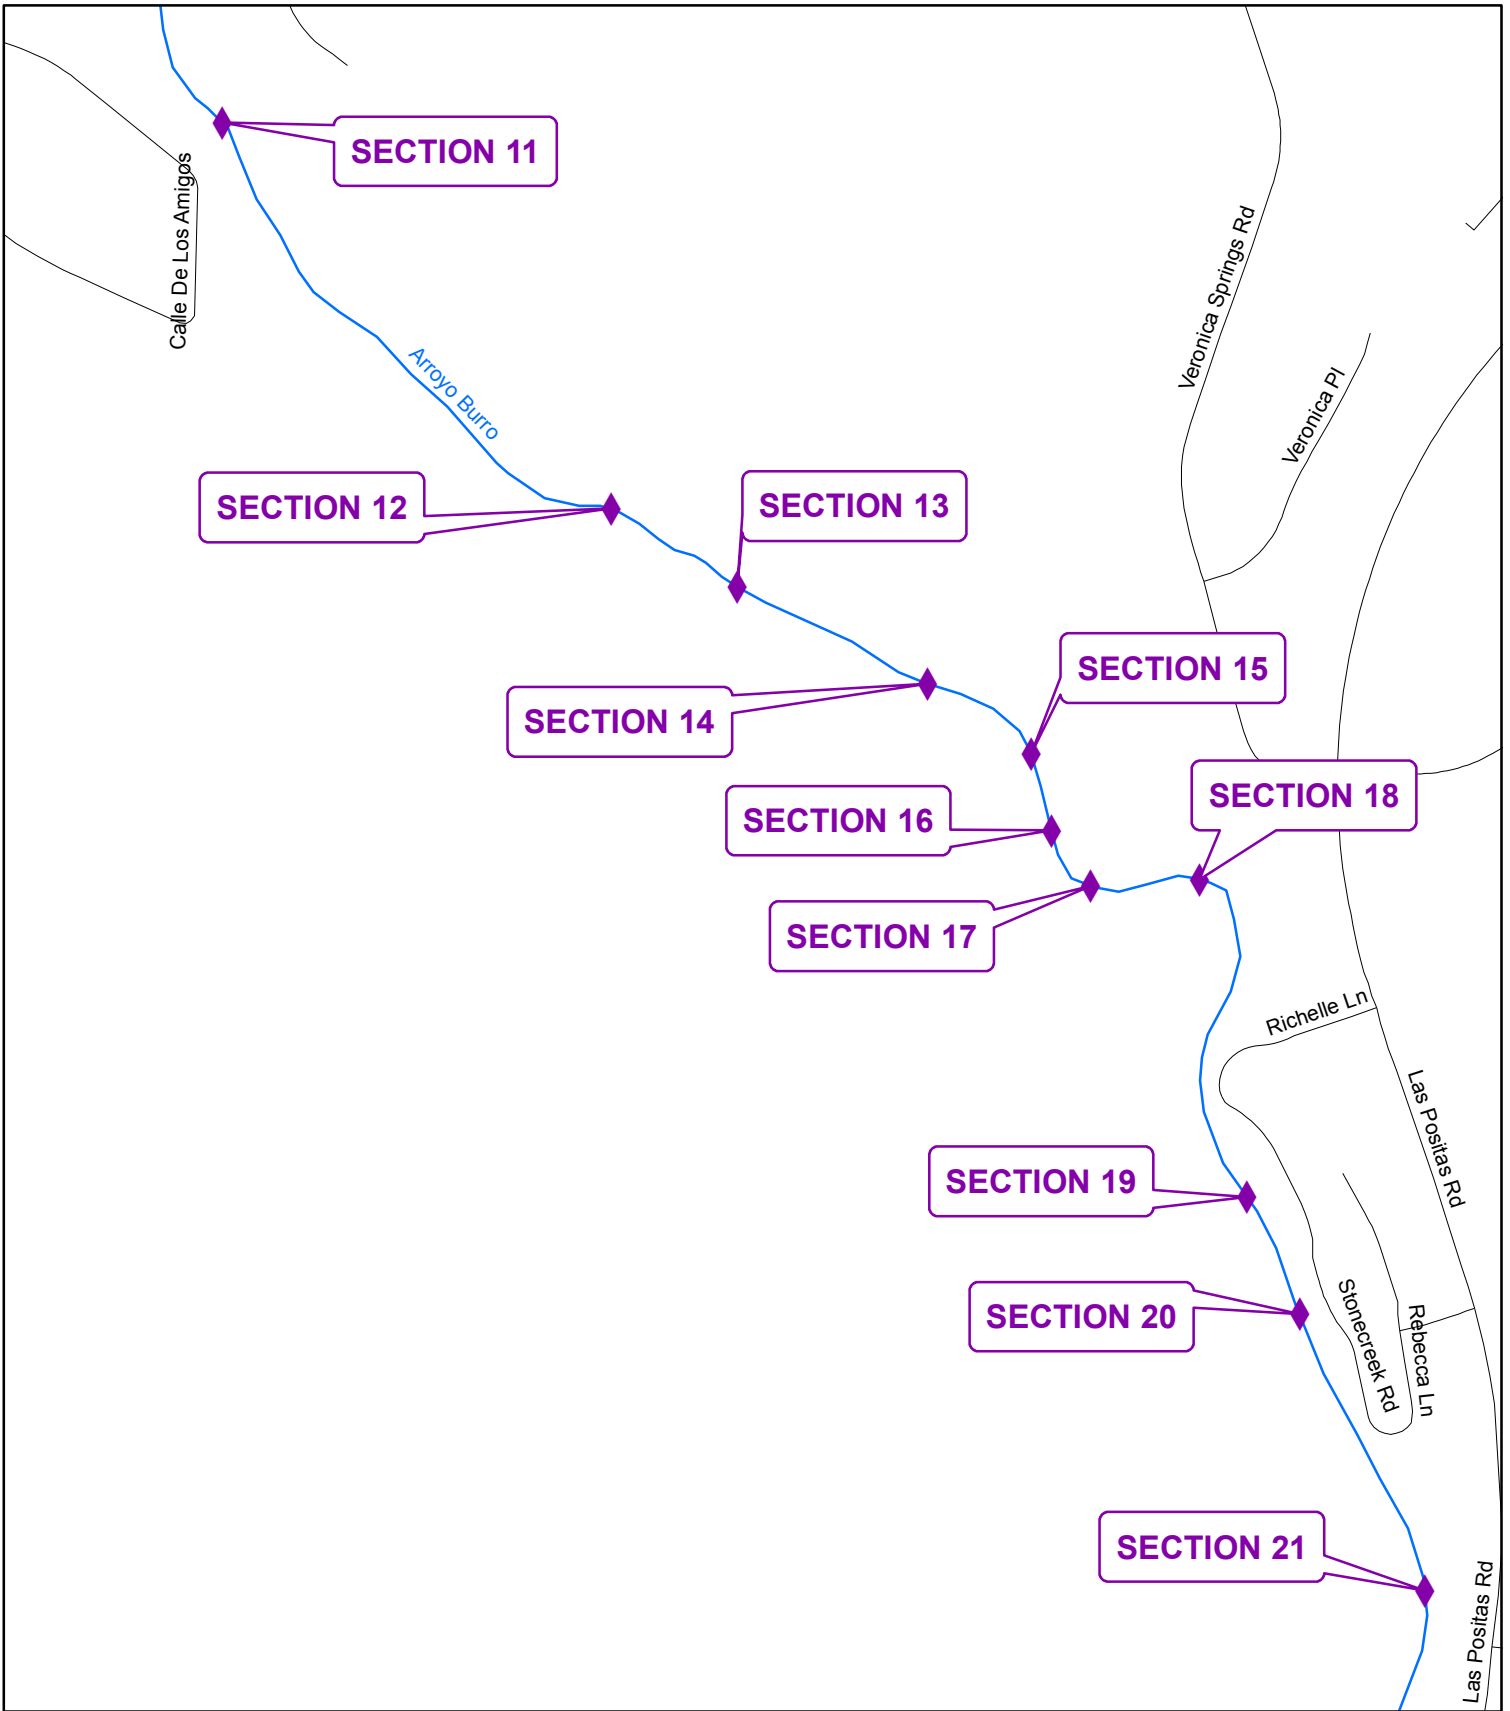 SECTION 11
Calle De Los Amigos
Veronica Springs Rd
Arroyo Burro
Veronica Pl
SECTION 12
SECTION 13
SECTION 15
SECTION 14
SECTION 18
SECTION 16
SECTION 17
Richelle Ln
Las Positas Rd
SECTION 19
SECTION 20
Stonecreek Rd
Rebecca Ln
SECTION 21
Las Positas Rd